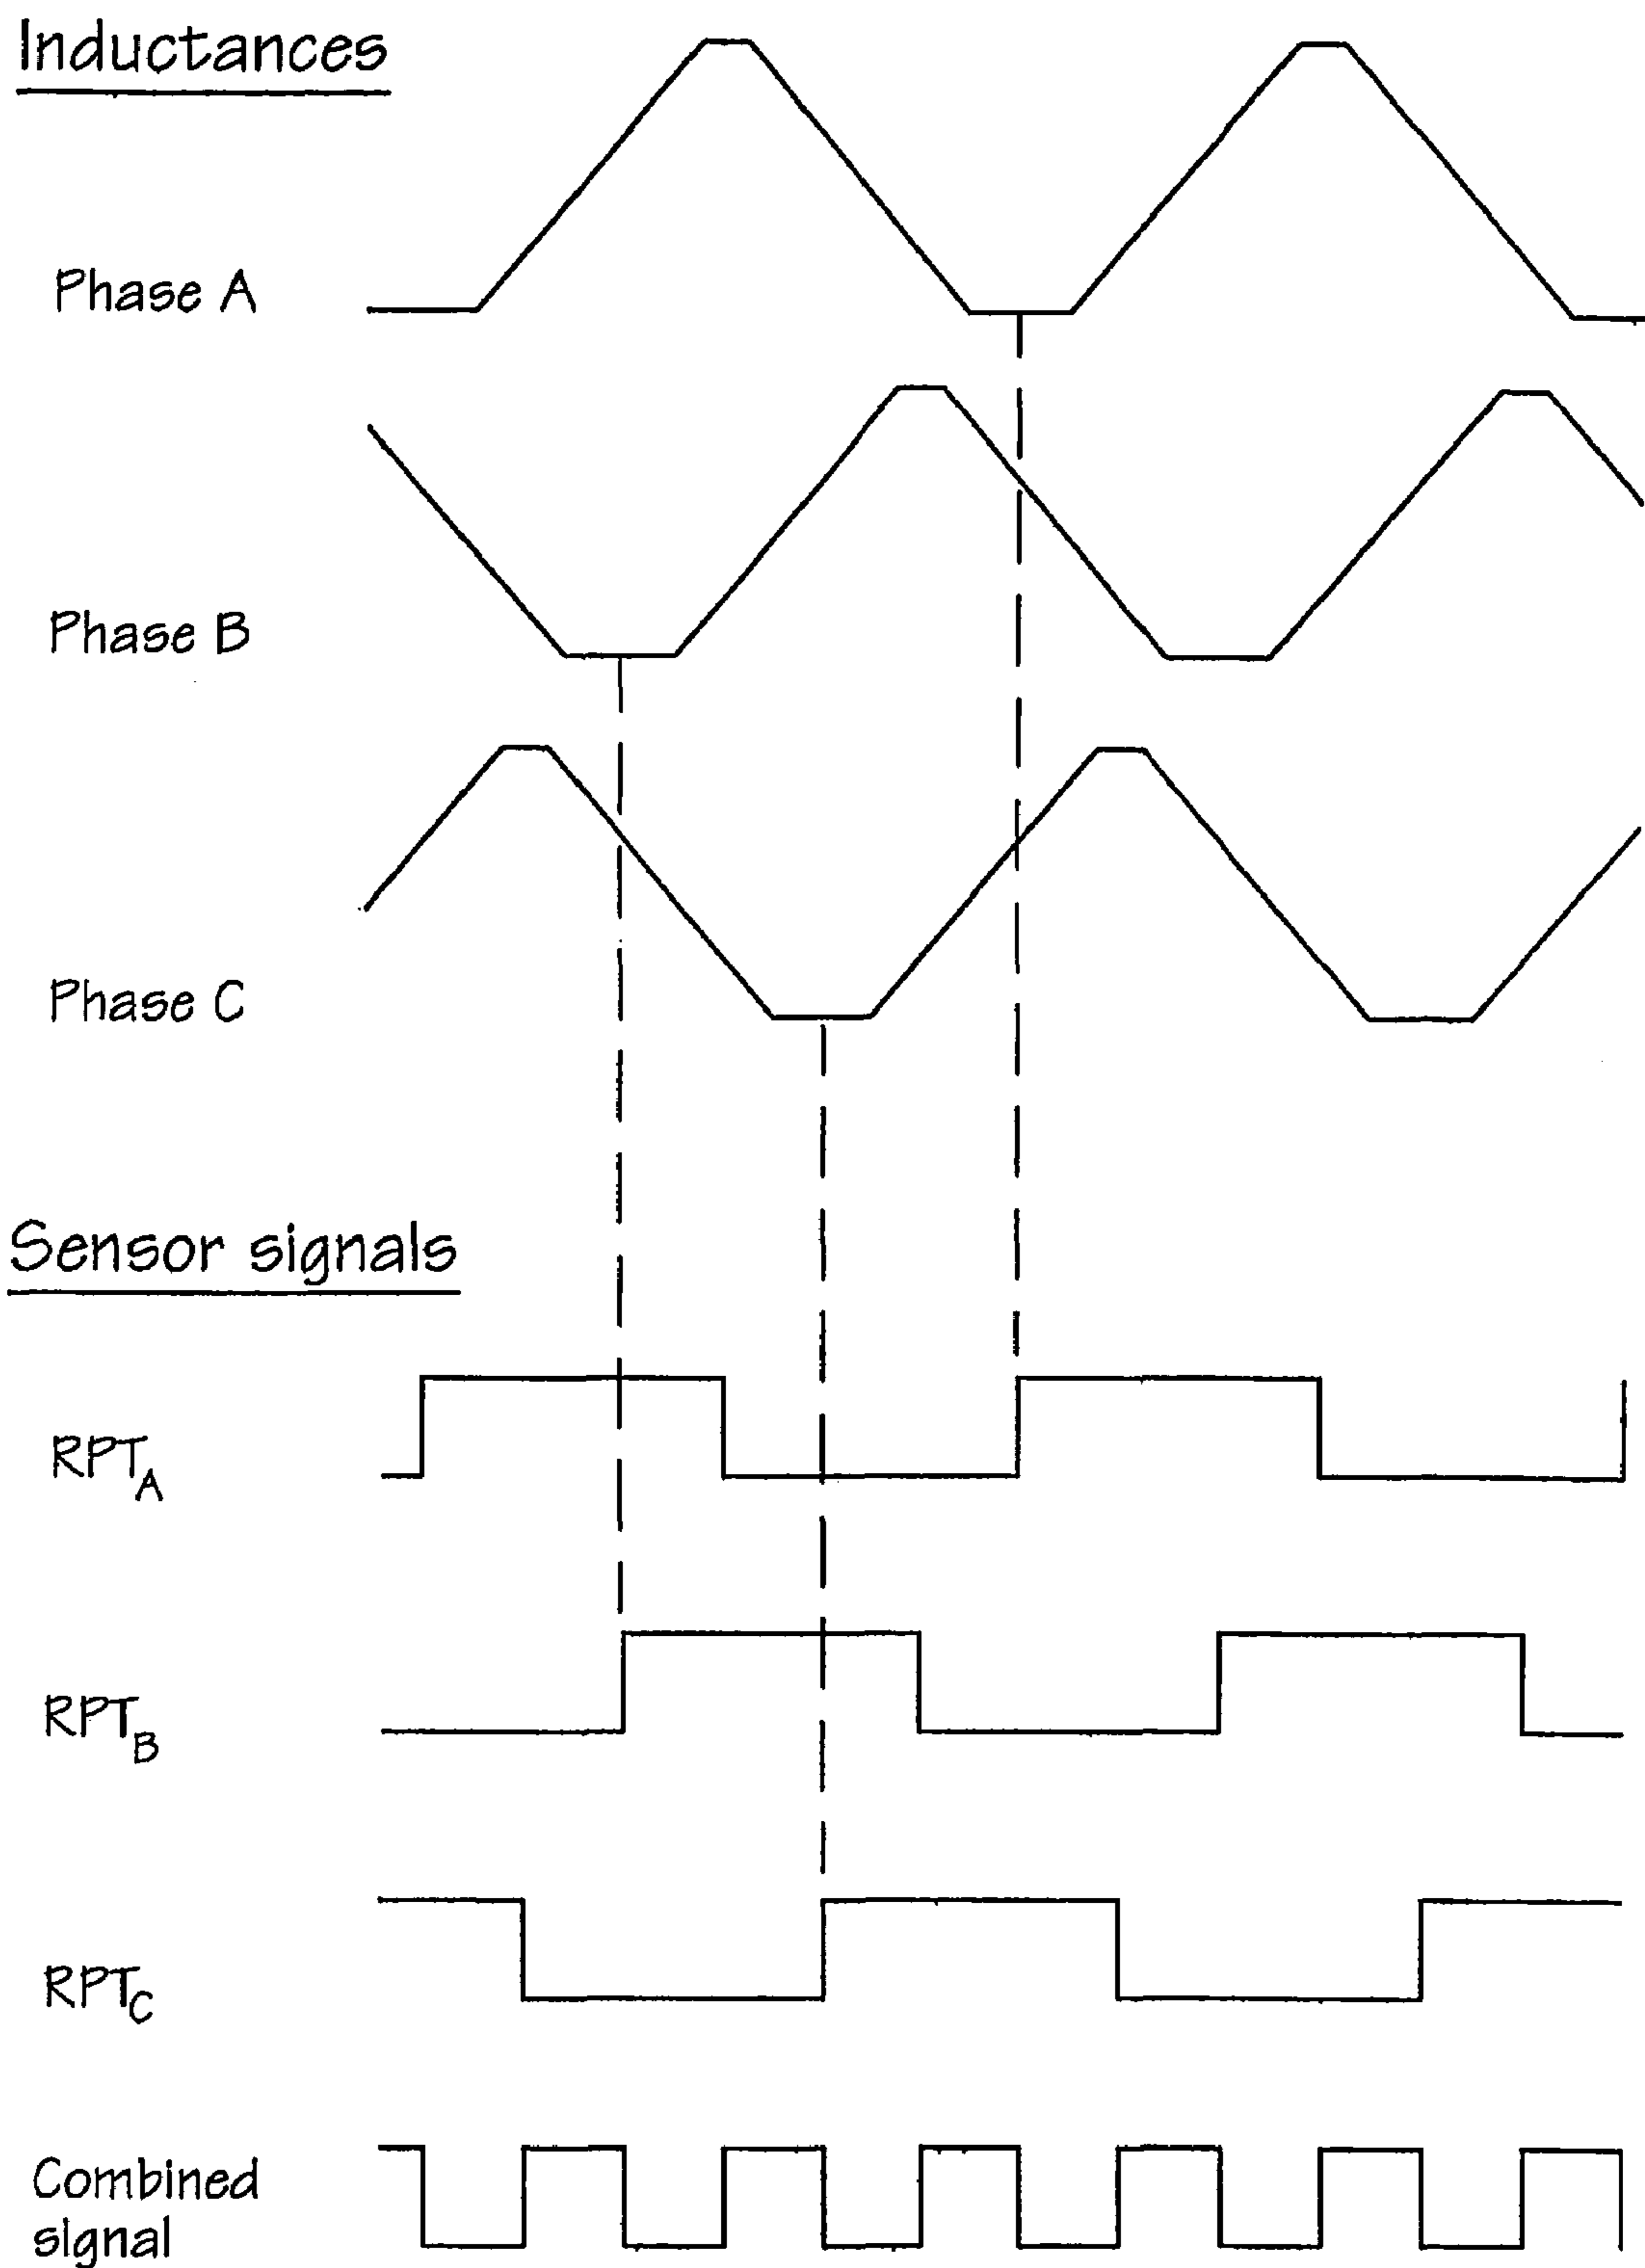 Inductances
Phase A
Phase B
Phase C
Sensor signals
RPT_A
RPT_B
RPT_C
Combined
signal